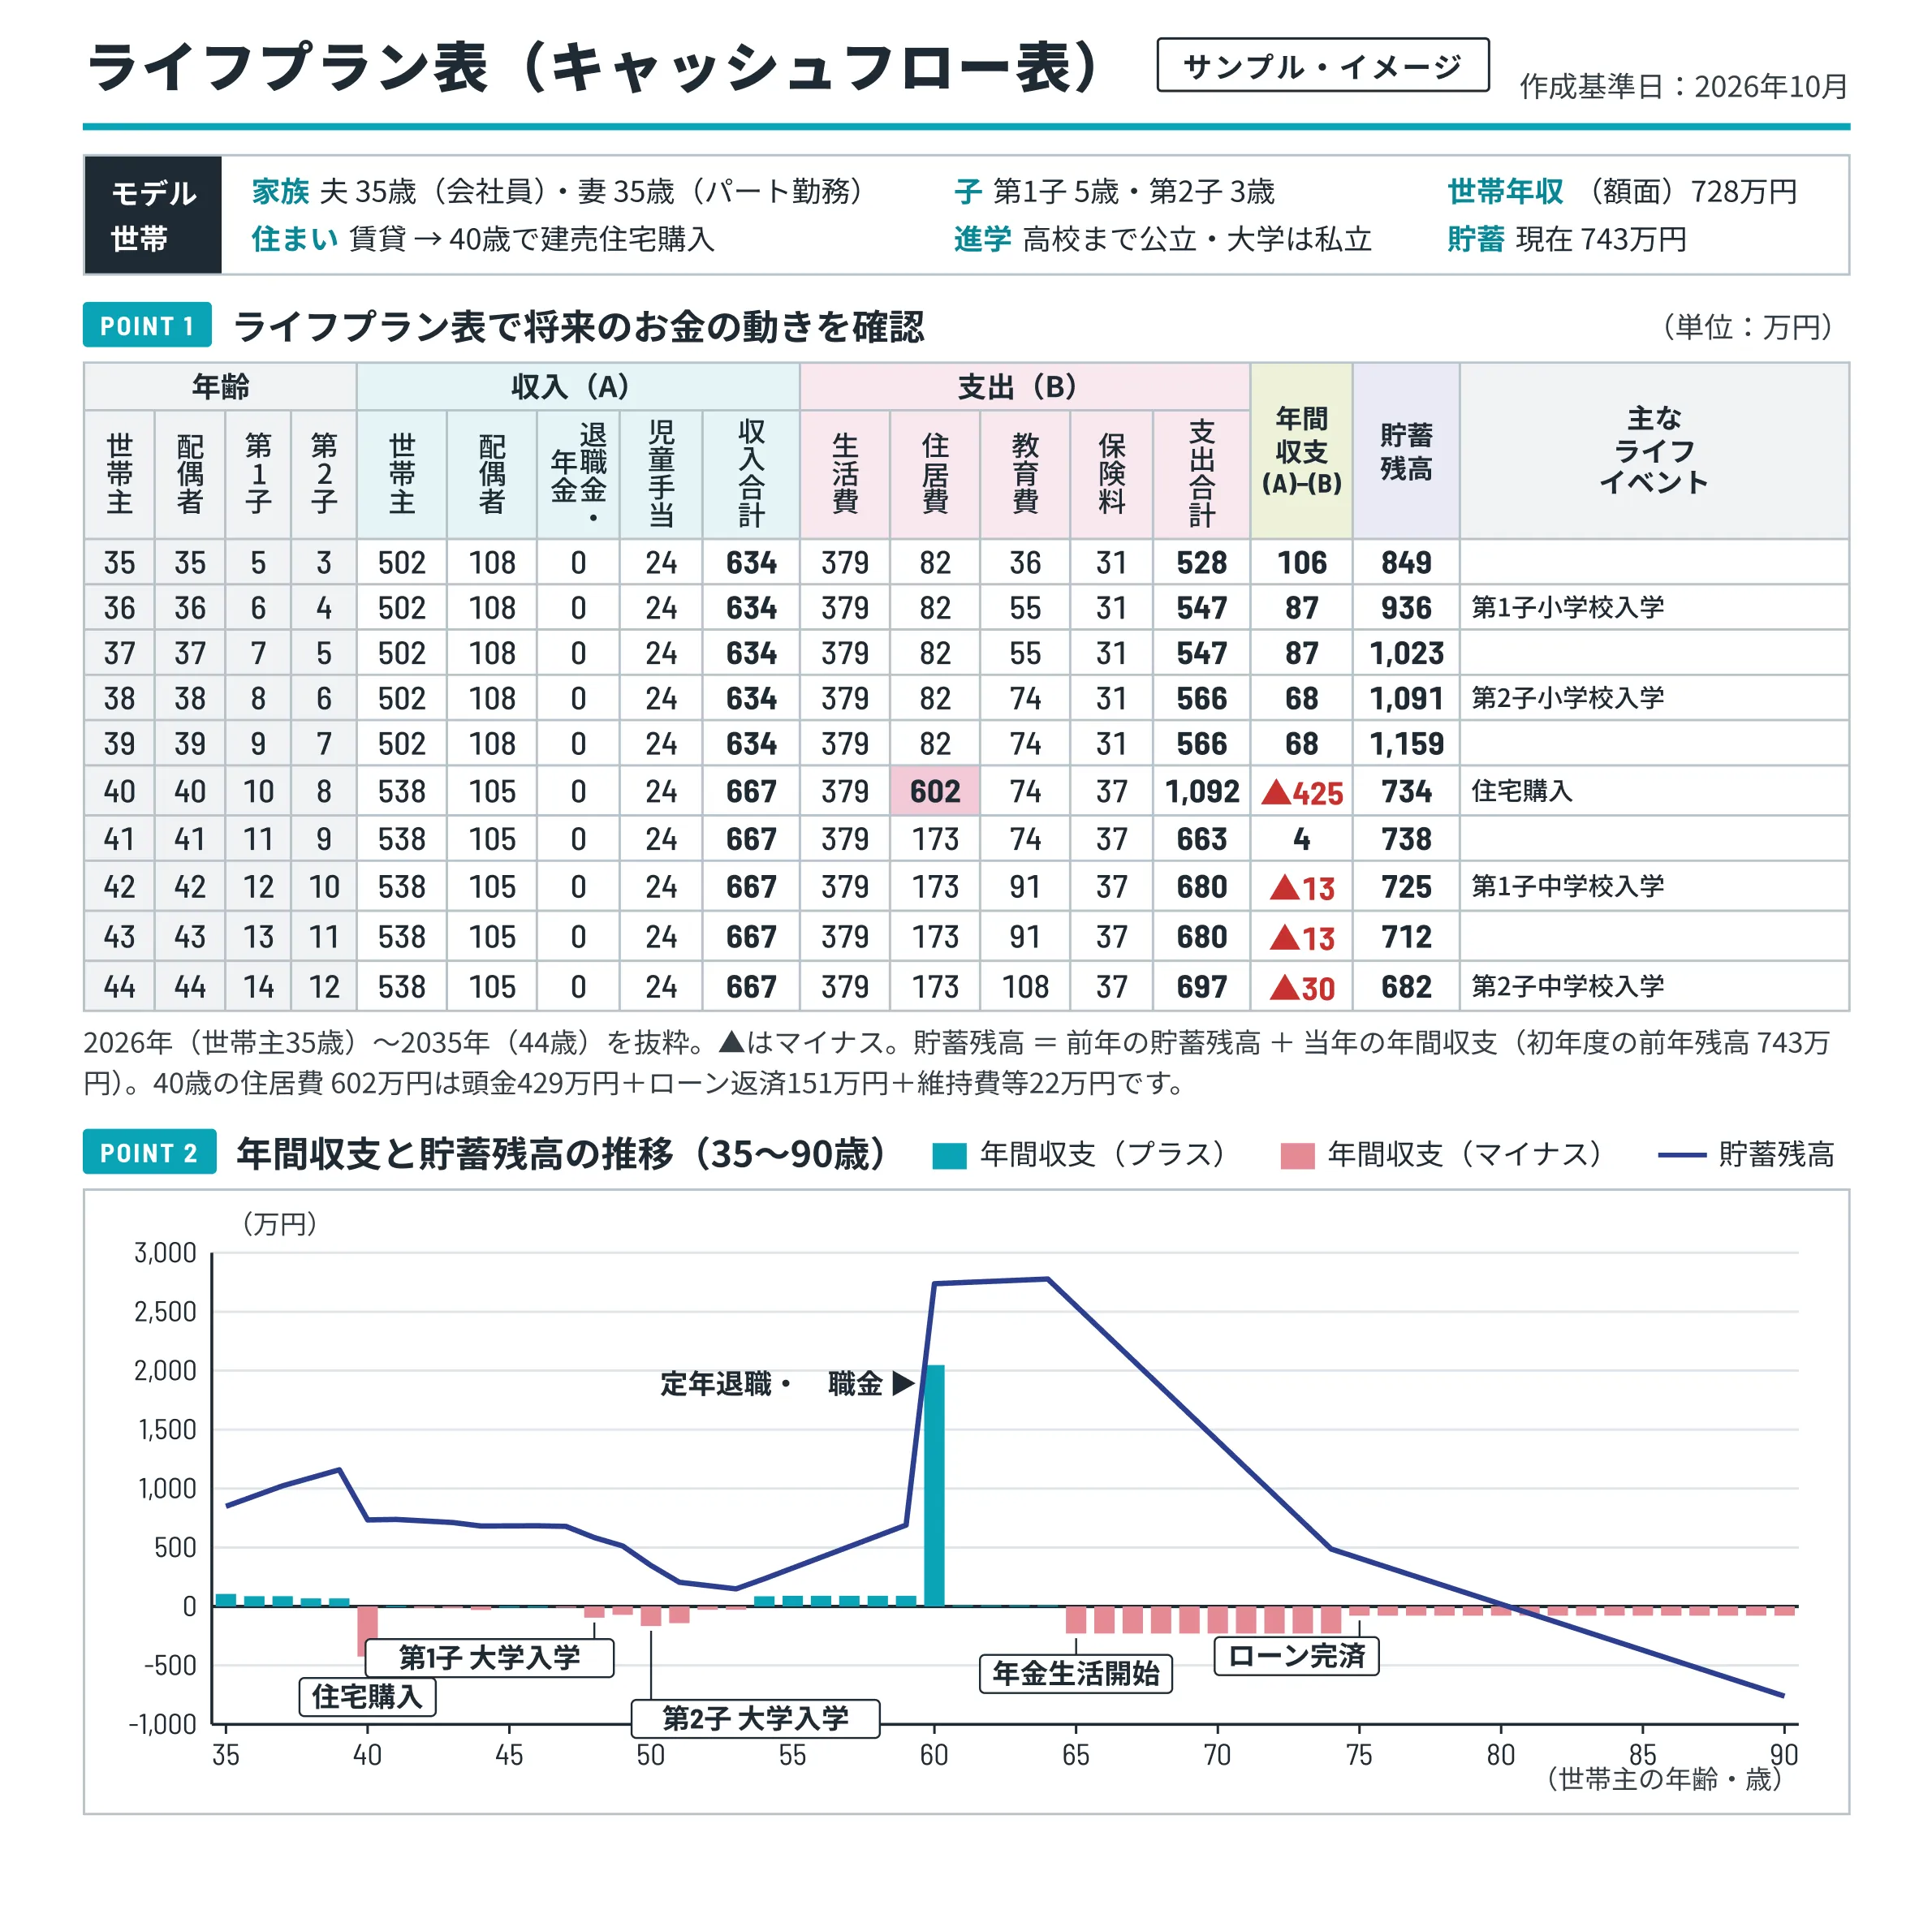 ライフプラン表（キャッシュフロー表）
サンプル・イメージ
作成基準日：2026年10月
モデル
世帯
家族 夫 35歳（会社員）・妻 35歳（パート勤務）
子 第1子 5歳・第2子 3歳
世帯年収 （額面）728万円
住まい 賃貸 → 40歳で建売住宅購入
進学 高校まで公立・大学は私立
貯蓄 現在 743万円
POINT 1 ライフプラン表で将来のお金の動きを確認
（単位：万円）
年齢 収入（A） 支出（B） 年間収支(A)–(B) 貯蓄残高 主なライフイベント
世帯主 配偶者 第1子 第2子 世帯主 配偶者 退職金・年金 児童手当 収入合計 生活費 住居費 教育費 保険料 支出合計
35 35 5 3 502 108 0 24 634 379 82 36 31 528 106 849
36 36 6 4 502 108 0 24 634 379 82 55 31 547 87 936 第1子小学校入学
37 37 7 5 502 108 0 24 634 379 82 55 31 547 87 1,023
38 38 8 6 502 108 0 24 634 379 82 74 31 566 68 1,091 第2子小学校入学
39 39 9 7 502 108 0 24 634 379 82 74 31 566 68 1,159
40 40 10 8 538 105 0 24 667 379 602 74 37 1,092 ▲425 734 住宅購入
41 41 11 9 538 105 0 24 667 379 173 74 37 663 4 738
42 42 12 10 538 105 0 24 667 379 173 91 37 680 ▲13 725 第1子中学校入学
43 43 13 11 538 105 0 24 667 379 173 91 37 680 ▲13 712
44 44 14 12 538 105 0 24 667 379 173 108 37 697 ▲30 682 第2子中学校入学
2026年（世帯主35歳）～2035年（44歳）を抜粋。▲はマイナス。貯蓄残高 ＝ 前年の貯蓄残高 ＋ 当年の年間収支（初年度の前年残高 743万
円）。40歳の住居費 602万円は頭金429万円＋ローン返済151万円＋維持費等22万円です。
POINT 2 年間収支と貯蓄残高の推移（35～90歳）
年間収支（プラス）
年間収支（マイナス）
貯蓄残高
（万円）
3,000
2,500
2,000
1,500
1,000
500
0
-500
-1,000
定年退職・ 職金 ▶
第1子 大学入学
住宅購入
第2子 大学入学
年金生活開始
ローン完済
35 40 45 50 55 60 65 70 75 80 85 90
（世帯主の年齢・歳）